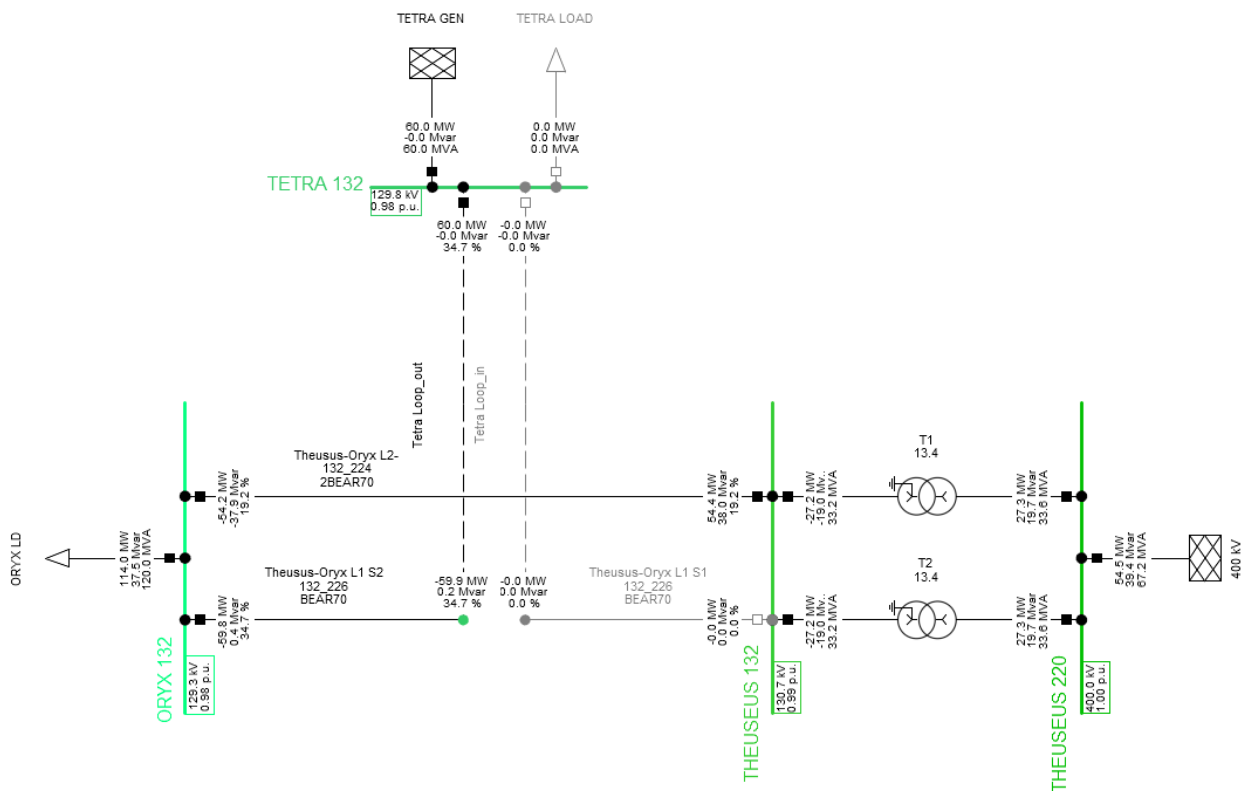 TETRA GEN
TETRA LOAD
60.0 MW
-0.0 Mvar
60.0 MVA
0.0 MW
0.0 Mvar
0.0 MVA
TETRA 132
129.8 kV
0.98 p.u.
60.0 MW
-0.0 Mvar
34.7 %
-0.0 MW
-0.0 Mvar
0.0 %
Tetra Loop_out
Tetra Loop_in
Theusus-Oryx L2-
132_224
2BEAR70
-54.2 MW
-37.9 Mvar
19.2 %
54.4 MW
38.0 Mvar
19.2 %
-27.2 MW
-19.0 Mv..
33.2 MVA
T1
13.4
27.3 MW
19.7 Mvar
33.6 MVA
ORYX LD
114.0 MW
37.5 Mvar
120.0 MVA
54.5 MW
39.4 Mvar
67.2 MVA
400 kV
Theusus-Oryx L1 S2
132_226
BEAR70
-59.8 MW
0.4 Mvar
34.7 %
-59.9 MW
0.2 Mvar
34.7 %
-0.0 MW
0.0 Mvar
0.0 %
Theusus-Oryx L1 S1
132_226
BEAR70
-0.0 MW
0.0 Mvar
0.0 %
-27.2 MW
-19.0 Mv..
33.2 MVA
T2
13.4
27.3 MW
19.7 Mvar
33.6 MVA
ORYX 132
129.3 kV
0.98 p.u.
THEUSEUS 132
130.7 kV
0.99 p.u.
THEUSEUS 220
400.0 kV
1.00 p.u.